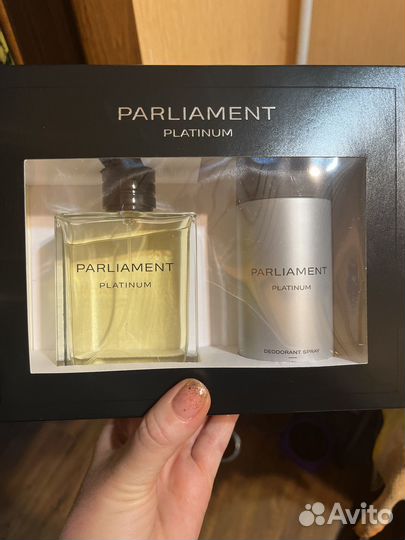 PARLIAMENT
PLATINUM
PARLIAMENT
PLATINUM
PARLIAMENT
PLATINUM
DEODORANT SPRAY
Avito